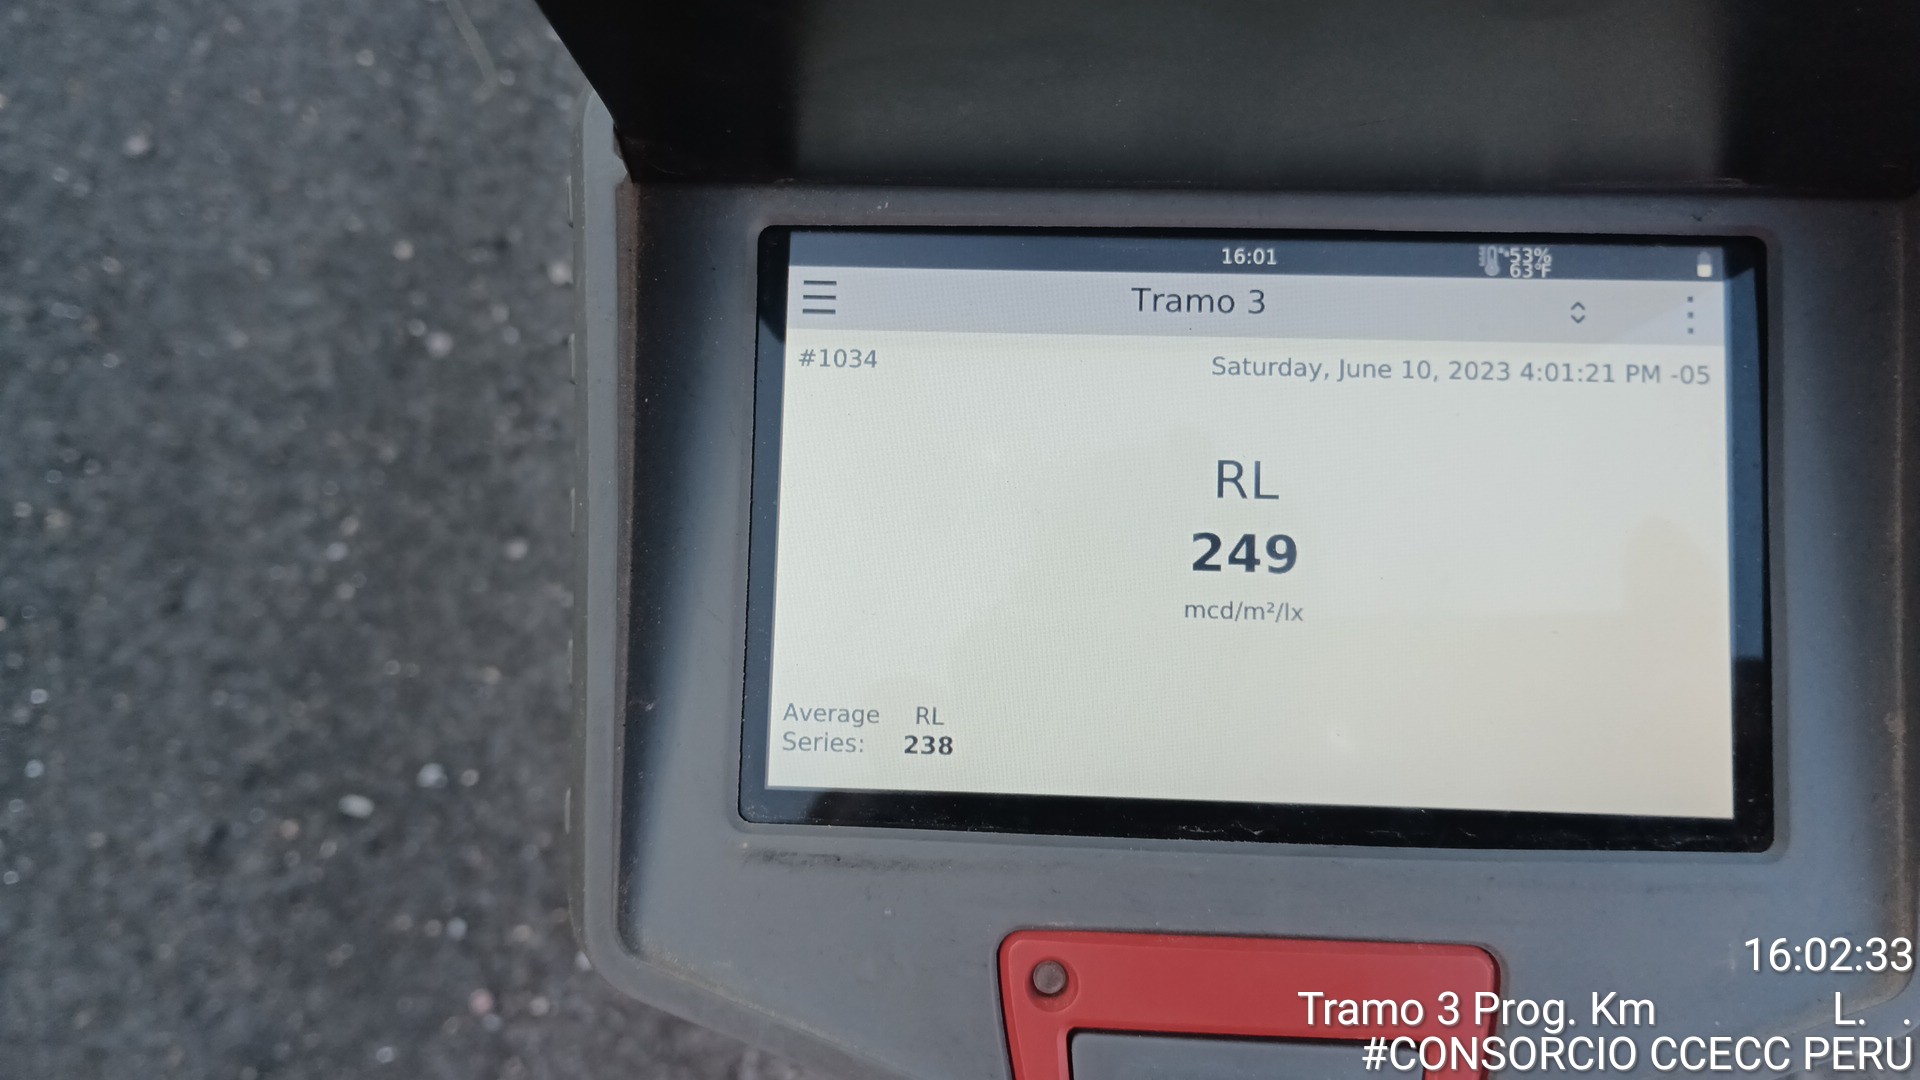 16:01
53%
63°F
Tramo 3
#1034
Saturday, June 10, 2023 4:01:21 PM -05
RL
249
mcd/m²/lx
Average RL
Series: 238
16:02:33
Tramo 3 Prog. Km L. .
#CONSORCIO CCECC PERU